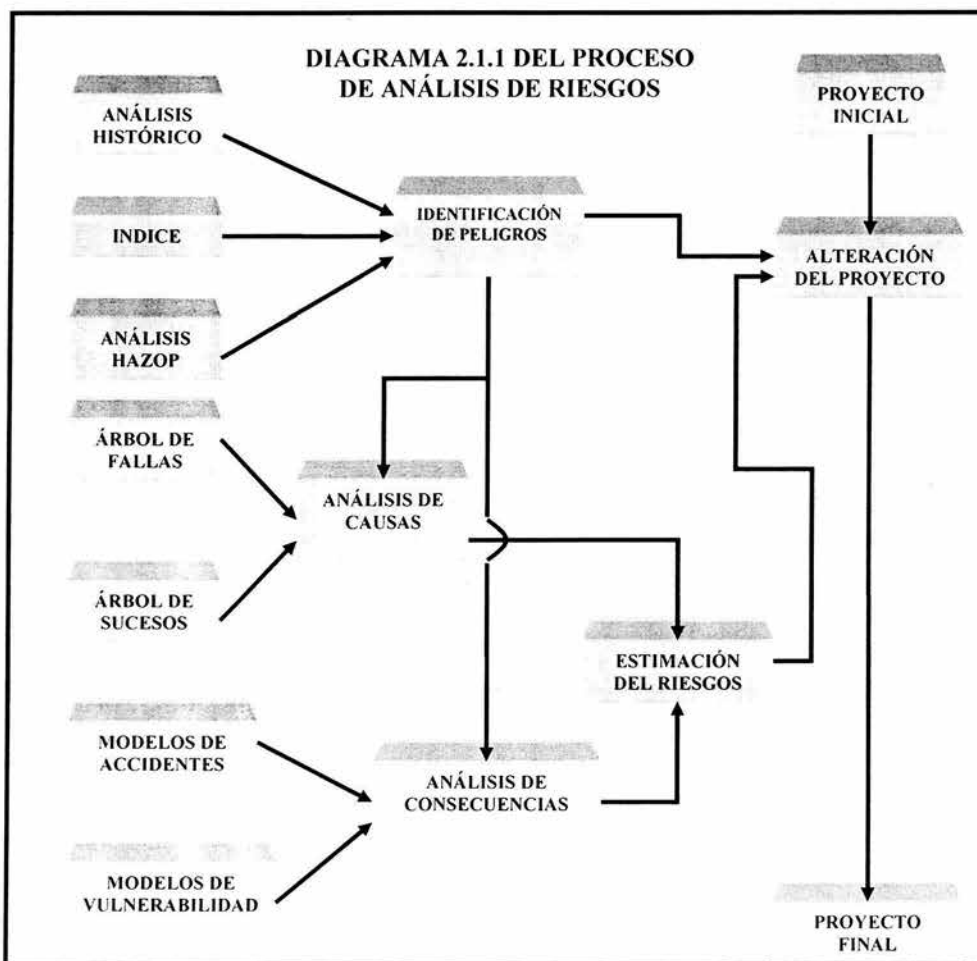 DIAGRAMA 2.1.1 DEL PROCESO
DE ANÁLISIS DE RIESGOS
ANÁLISIS
HISTÓRICO
INDICE
ANÁLISIS
HAZOP
ÁRBOL DE
FALLAS
ÁRBOL DE
SUCESOS
MODELOS DE
ACCIDENTES
MODELOS DE
VULNERABILIDAD
IDENTIFICACIÓN
DE PELIGROS
ANÁLISIS DE
CAUSAS
ANÁLISIS DE
CONSECUENCIAS
ESTIMACIÓN
DEL RIESGOS
PROYECTO
INICIAL
ALTERACIÓN
DEL PROYECTO
PROYECTO
FINAL